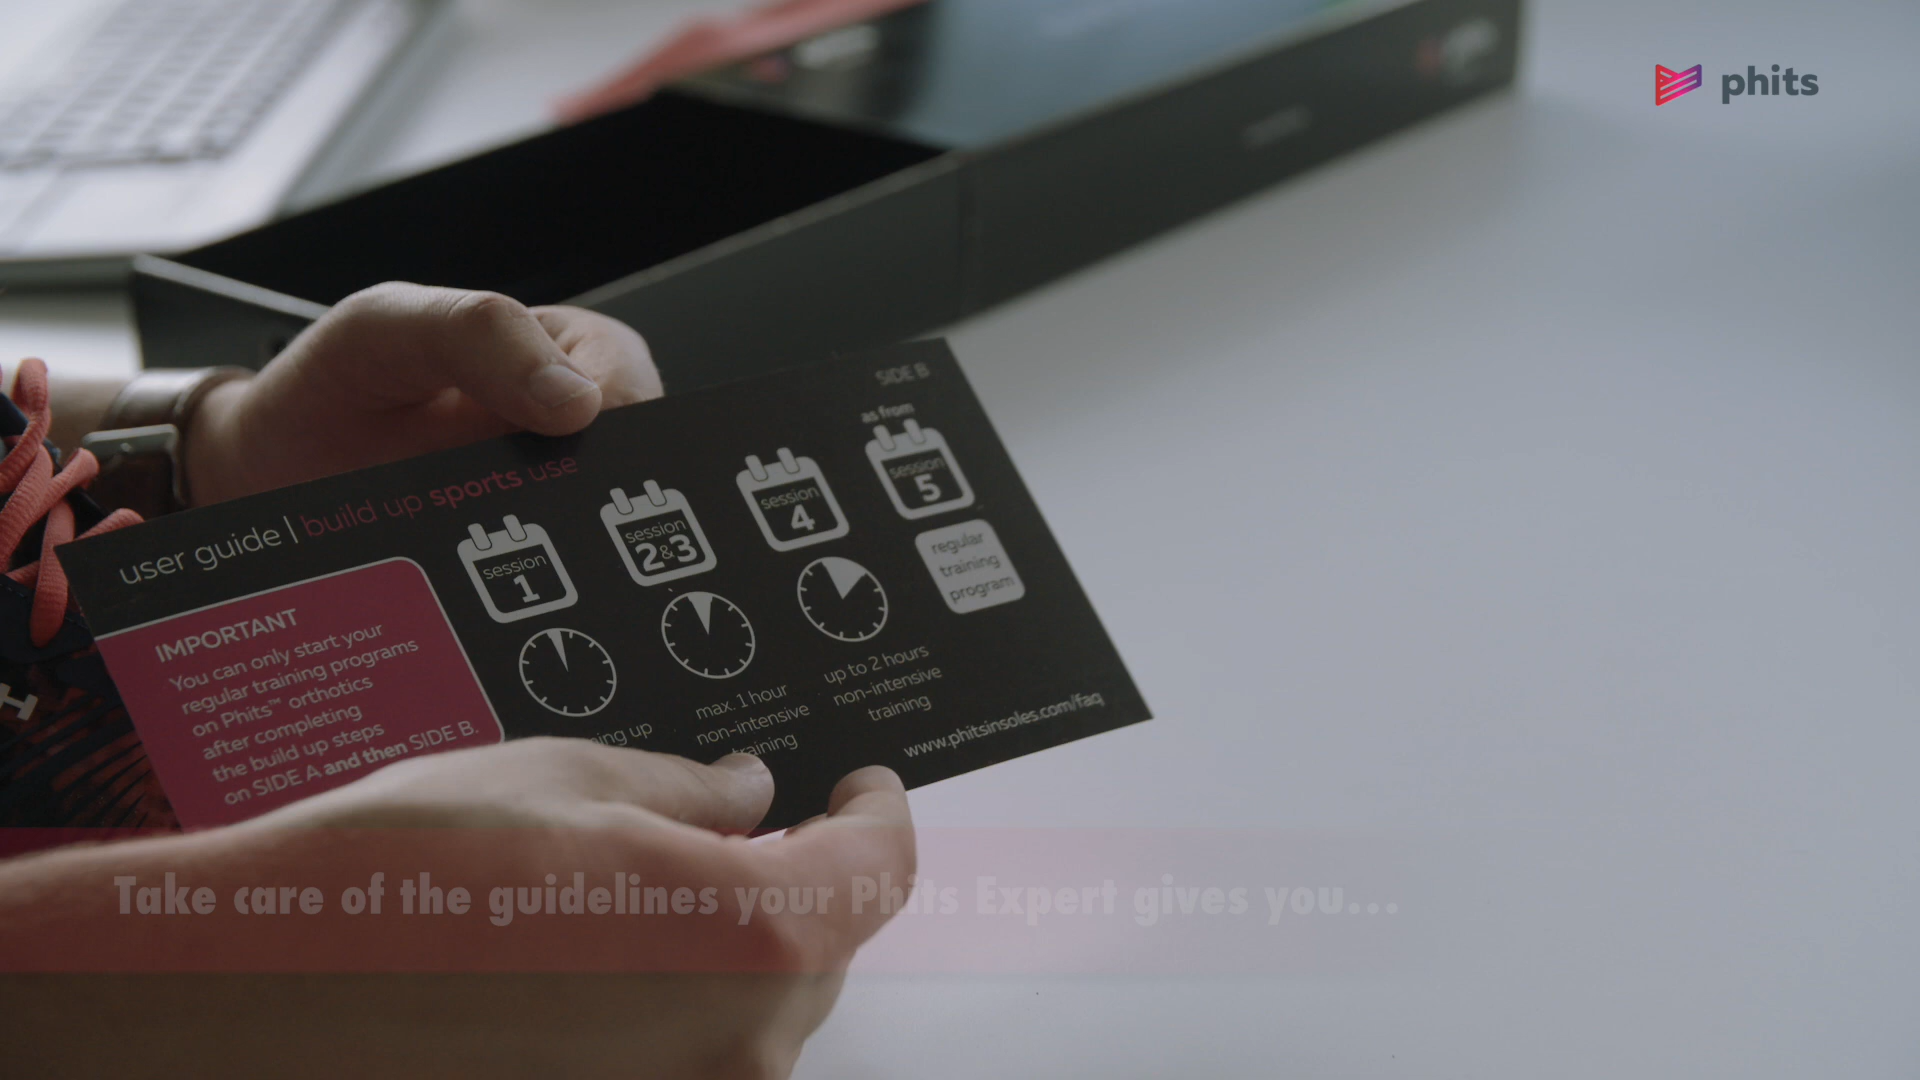 phits
SIDE B
user guide | build up sports use
as from
session
1
session
2&3
session
4
session
5
regular
training
program
IMPORTANT
You can only start your
regular training programs
on Phits™ orthotics
after completing
the build up steps
on SIDE A and then SIDE B.
up
max. 1 hour
non-intensive
training
up to 2 hours
non-intensive
training
www.phitsinsoles.com/faq
Take care of the guidelines your Phits Expert gives you...